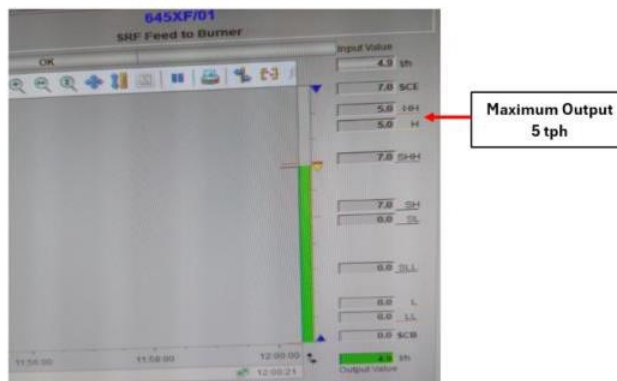 645XF/01
SRF Feed to Burner
OK
Input Value
4.9 t/h
7.0 SCE
5.0 HH
5.0 H
7.0 SHH
7.0 SH
0.0 SL
0.0 SLL
0.0 L
0.0 LL
0.0 SCB
4.9 t/h
Output Value
11:56:00
11:58:00
12:00:00
12:00:21
Maximum Output
5 tph